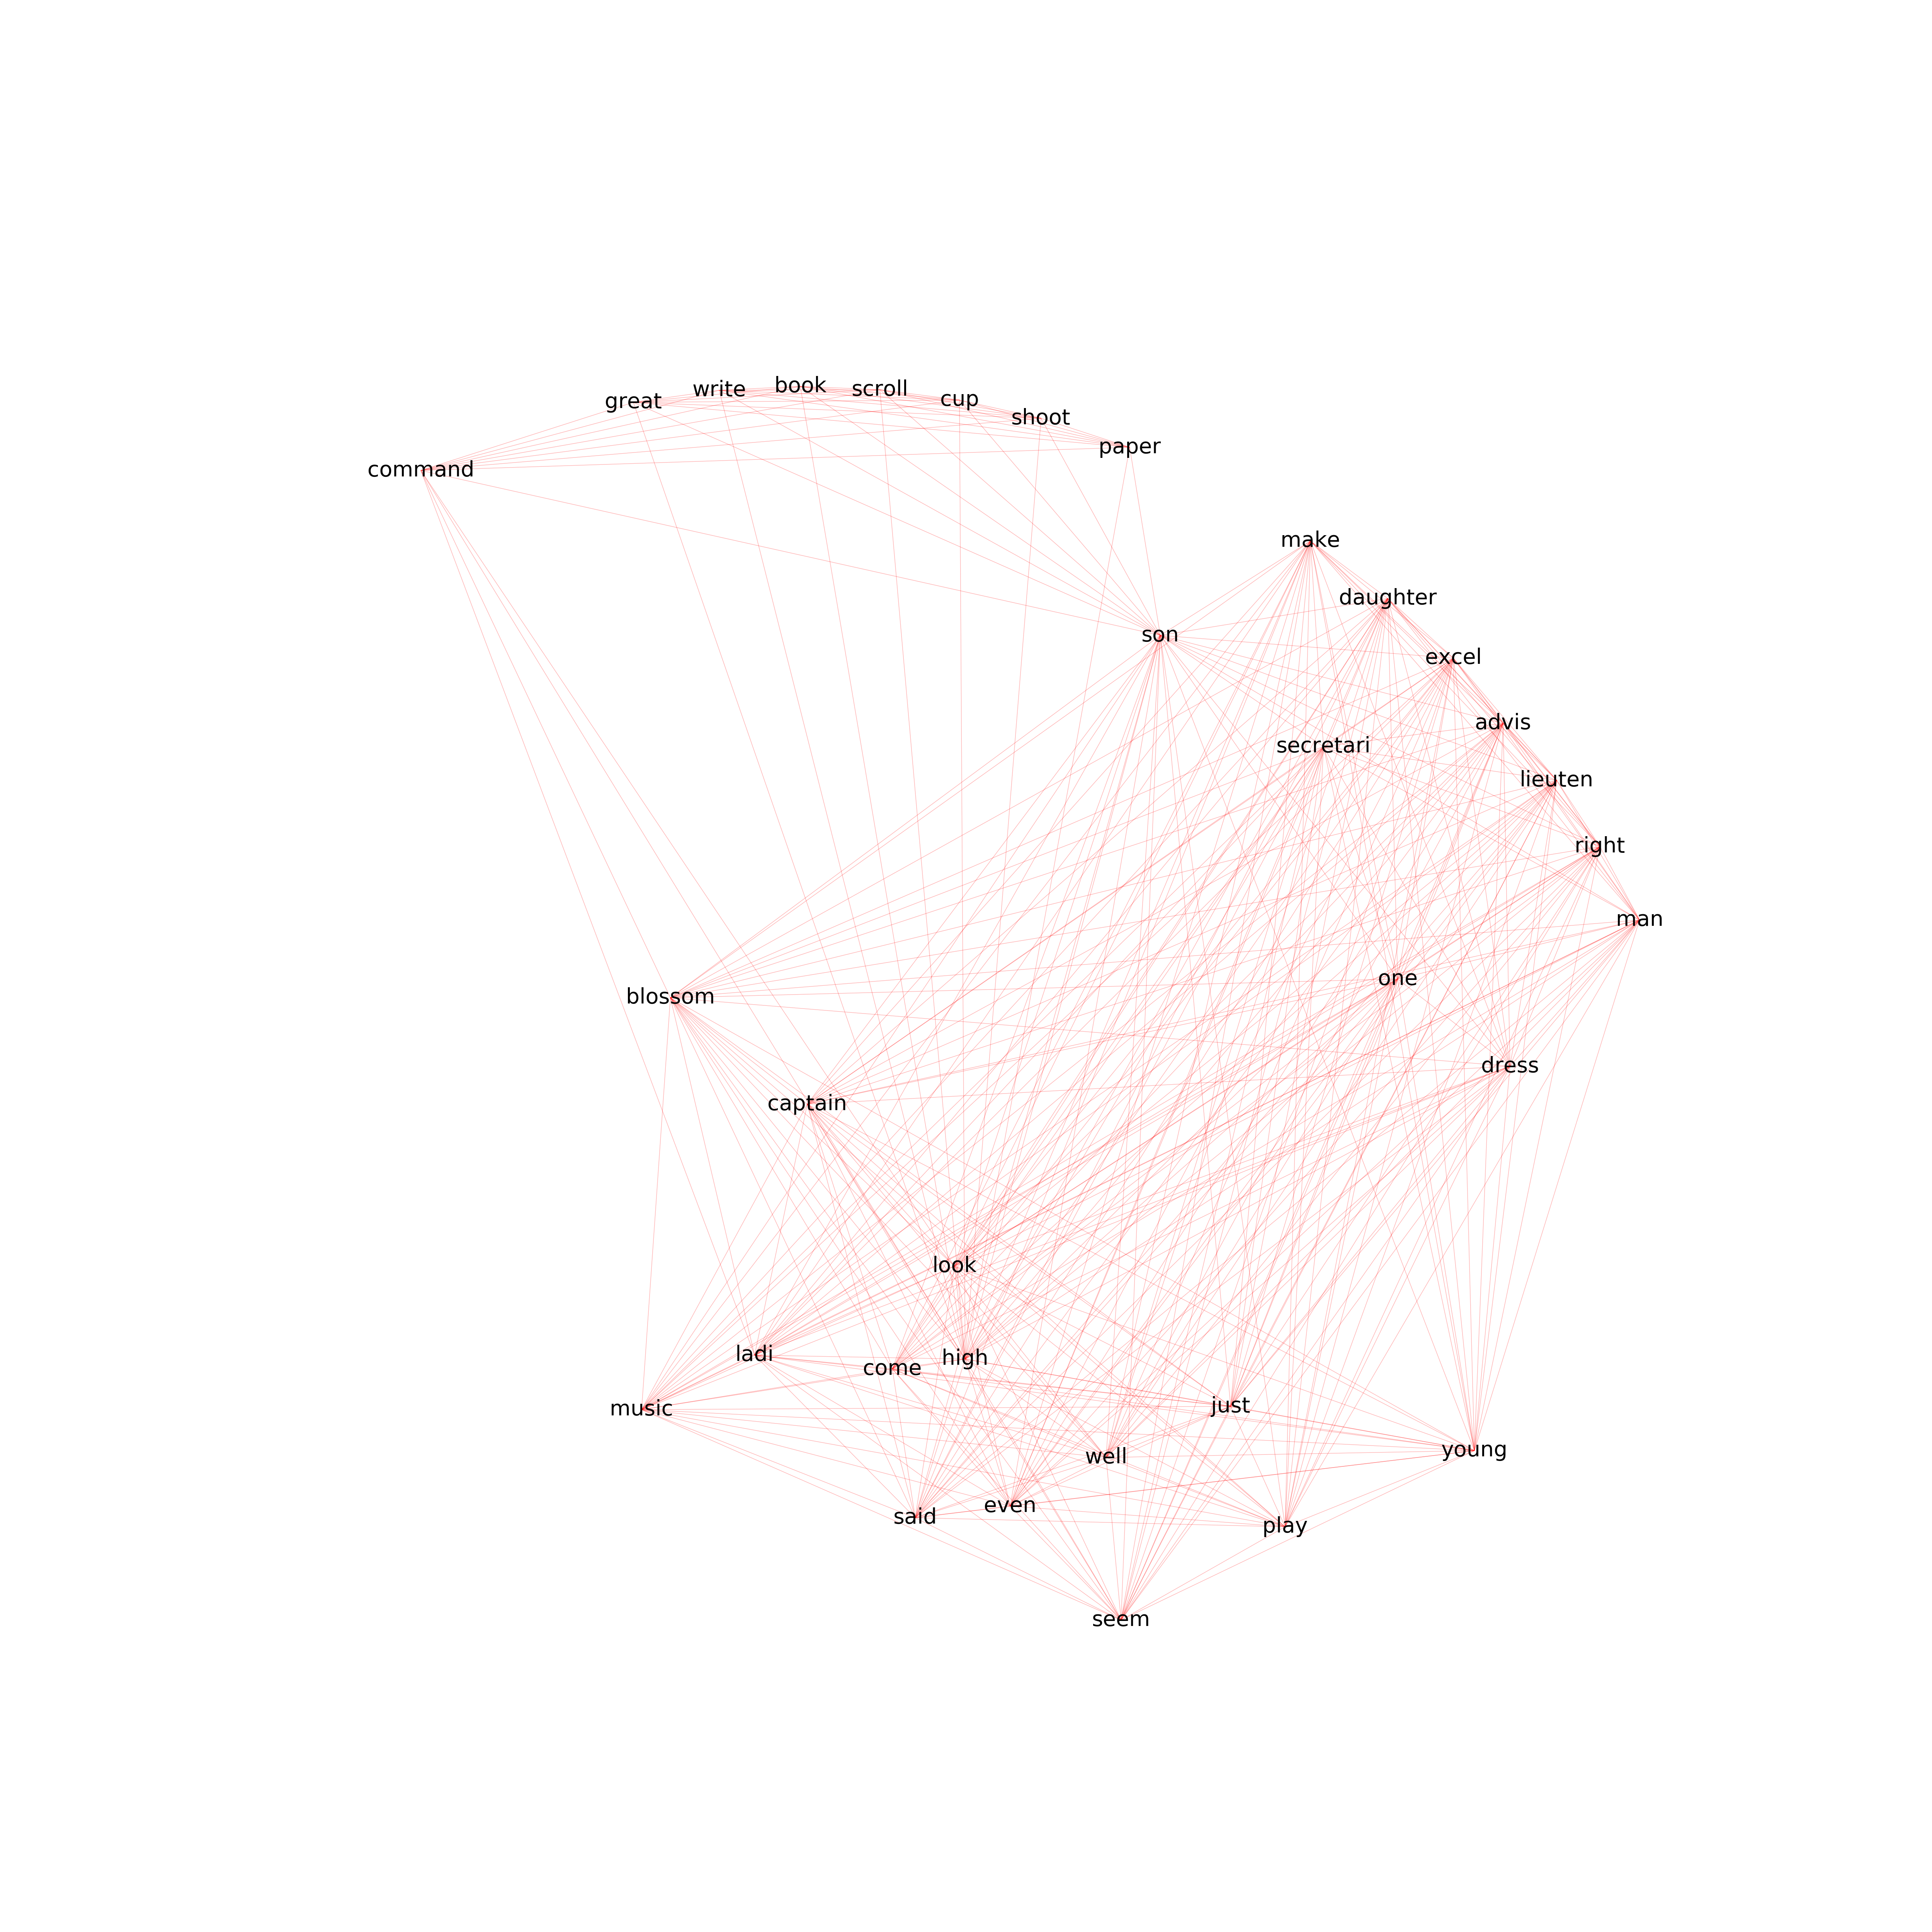 book
write
scroll
cup
great
shoot
paper
command
make
daughter
son
excel
advis
secretari
lieuten
right
man
one
blossom
dress
captain
look
ladi
high
come
just
music
young
well
even
said
play
seem